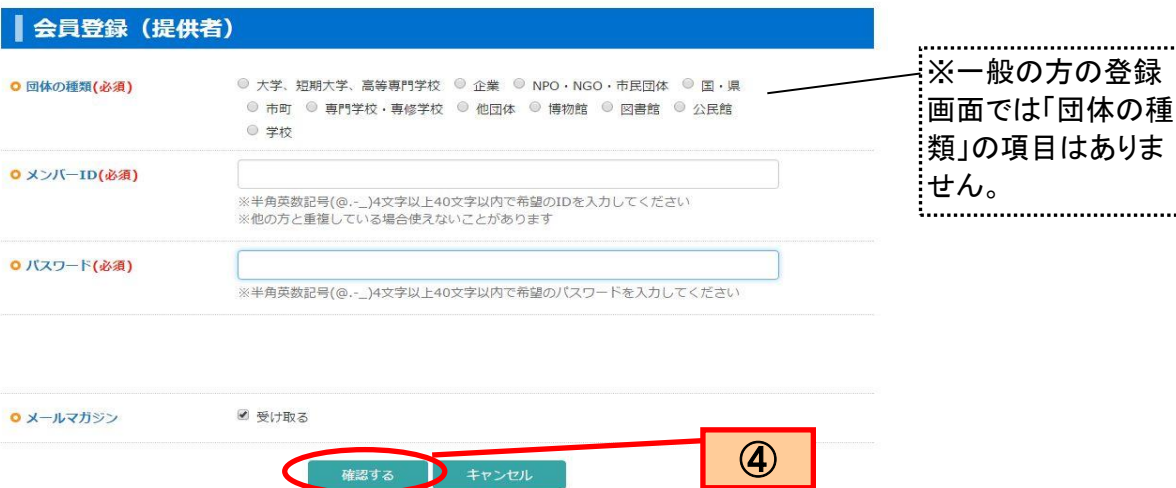 会員登録（提供者）
団体の種類(必須)
大学、短期大学、高等専門学校 企業 NPO・NGO・市民団体 国・県
市町 専門学校・専修学校 他団体 博物館 図書館 公民館
学校
※一般の方の登録
画面では「団体の種
類」の項目はありま
せん。
メンバーID(必須)
※半角英数記号(@.-_)4文字以上40文字以内で希望のIDを入力してください
※他の方と重複している場合使えないことがあります
パスワード(必須)
※半角英数記号(@.-_)4文字以上40文字以内で希望のパスワードを入力してください
メールマガジン
受け取る
確認する
キャンセル
④